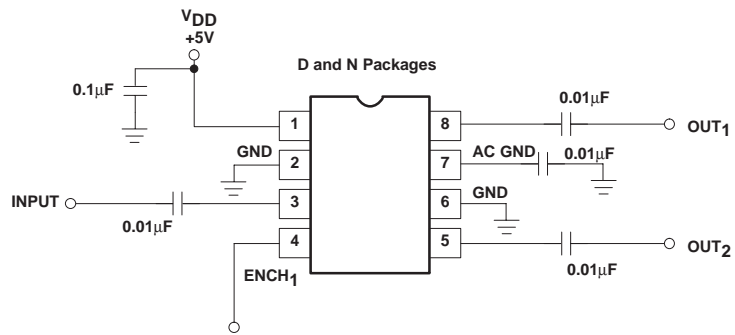 VDD
+5V
D and N Packages
0.1µF
0.01µF
1
8
OUT1
GND
2
7
AC GND
0.01µF
INPUT
3
6
GND
0.01µF
4
5
OUT2
ENCH1
0.01µF